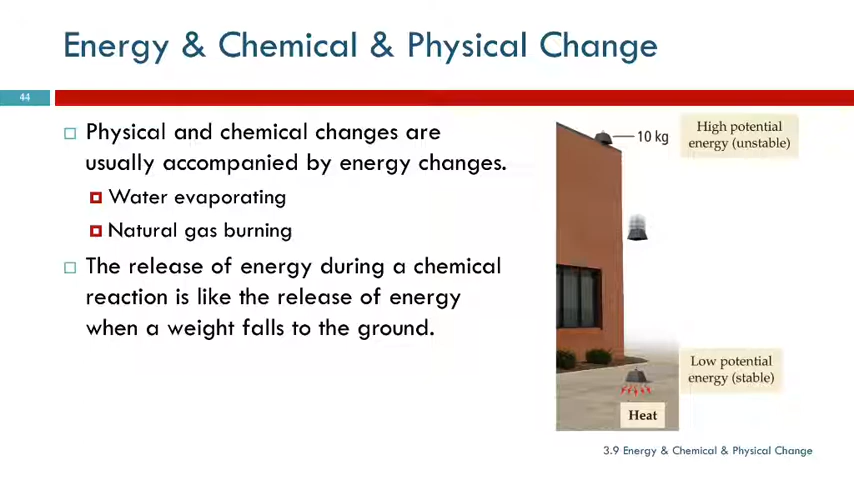 Energy & Chemical & Physical Change
44
Physical and chemical changes are
usually accompanied by energy changes.
Water evaporating
Natural gas burning
The release of energy during a chemical
reaction is like the release of energy
when a weight falls to the ground.
10 kg
High potential
energy (unstable)
Low potential
energy (stable)
Heat
3.9 Energy & Chemical & Physical Change